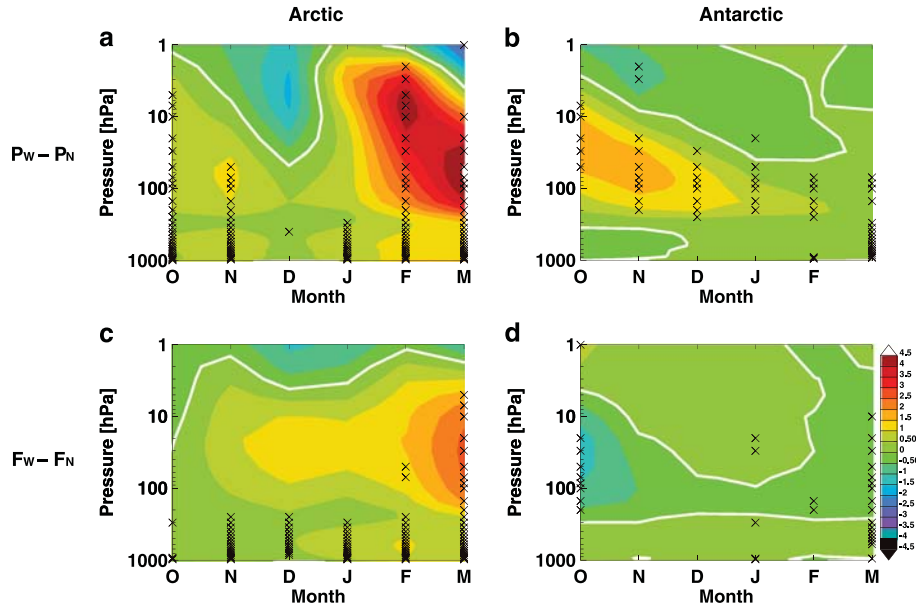 Arctic
Antarctic
a
b
PW – PN
Pressure [hPa]
1
10
100
1000
O N D J F M
Month
Pressure [hPa]
1
10
100
1000
O N D J F M
Month
c
d
FW – FN
Pressure [hPa]
1
10
100
1000
O N D J F M
Month
Pressure [hPa]
1
10
100
1000
O N D J F M
Month
4.5
4
3.5
3
2.5
2
1.5
1
0.50
-0.50
-1
-1.5
-2
-2.5
-3
-3.5
-4
-4.5